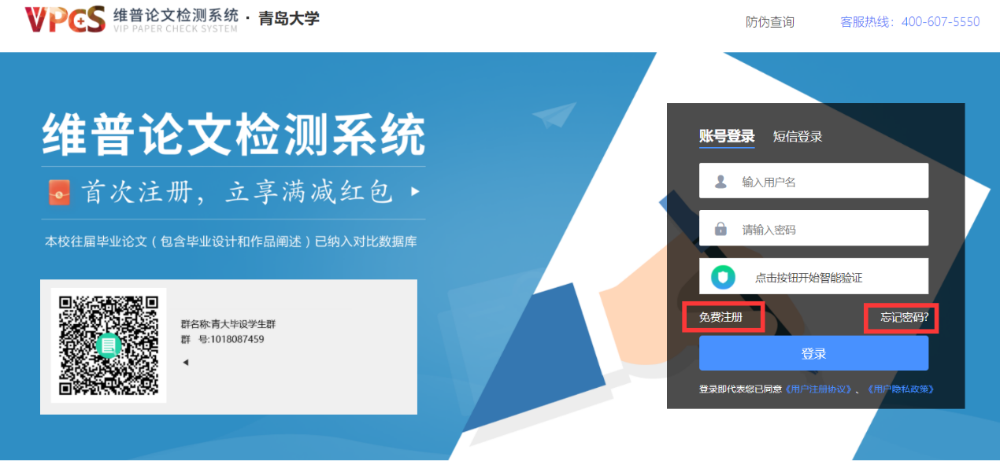 VPCS 维普论文检测系统 · 青岛大学
VIP PAPER CHECK SYSTEM
防伪查询
客服热线：400-607-5550
维普论文检测系统
首次注册，立享满减红包
本校往届毕业论文（包含毕业设计和作品阐述）已纳入对比数据库
群名称:青大毕设学生群
群 号:1018087459
账号登录 短信登录
输入用户名
请输入密码
点击按钮开始智能验证
免费注册 忘记密码?
登录
登录即代表您已同意《用户注册协议》、《用户隐私政策》